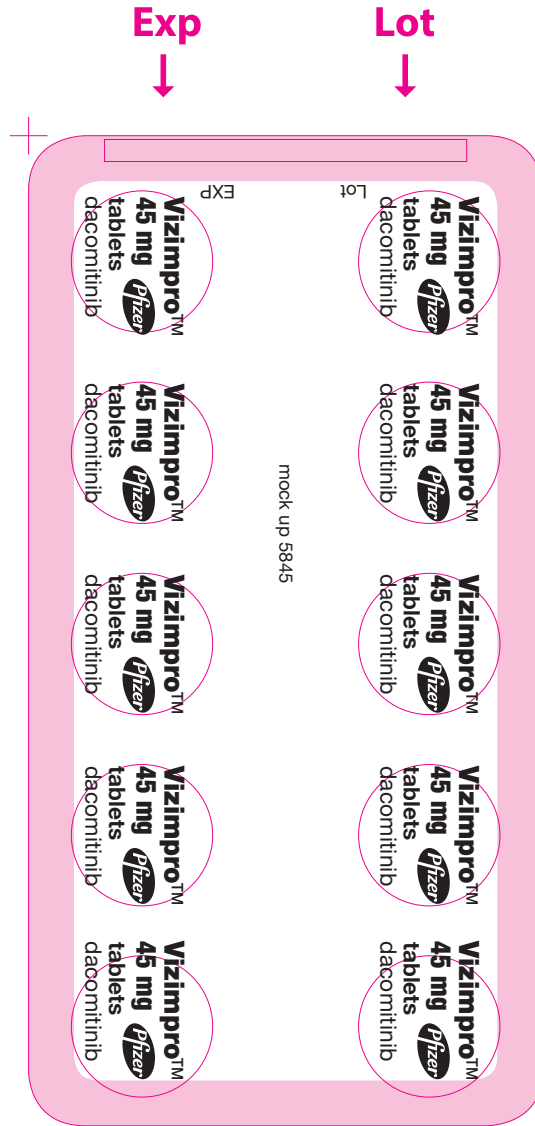 Exp
Lot
EXP
Lot
Vizimpro™
45 mg
tablets
dacomitinib
Pfizer
Vizimpro™
45 mg
tablets
dacomitinib
Pfizer
Vizimpro™
45 mg
tablets
dacomitinib
Pfizer
Vizimpro™
45 mg
tablets
dacomitinib
Pfizer
mock up 5845
Vizimpro™
45 mg
tablets
dacomitinib
Pfizer
Vizimpro™
45 mg
tablets
dacomitinib
Pfizer
Vizimpro™
45 mg
tablets
dacomitinib
Pfizer
Vizimpro™
45 mg
tablets
dacomitinib
Pfizer
Vizimpro™
45 mg
tablets
dacomitinib
Pfizer
Vizimpro™
45 mg
tablets
dacomitinib
Pfizer